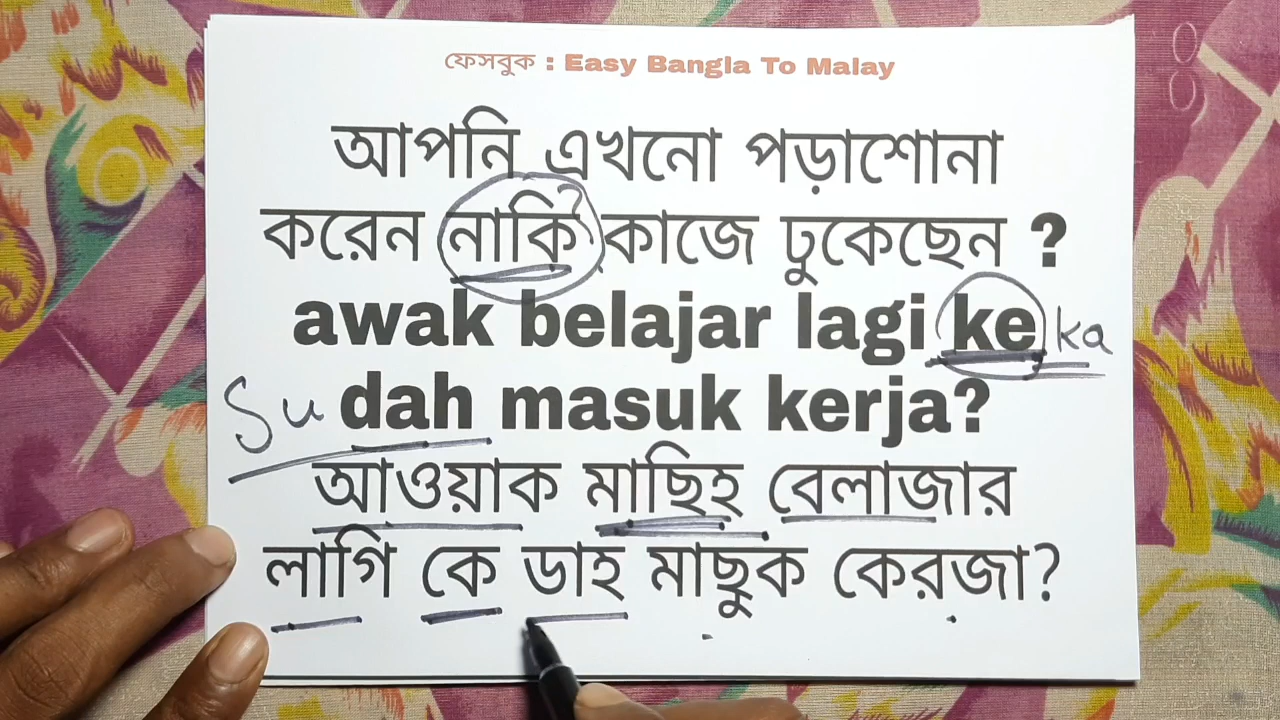 ফেসবুক : Easy Bangla To Malay
আপনি এখনো পড়াশোনা
করেন নাকি কাজে ঢুকেছেন ?
awak belajar lagi ke ka
Su dah masuk kerja?
আওয়াক মাছিহ বেলাজার
লাগি কে ডাহ মাছুক কেরজা?